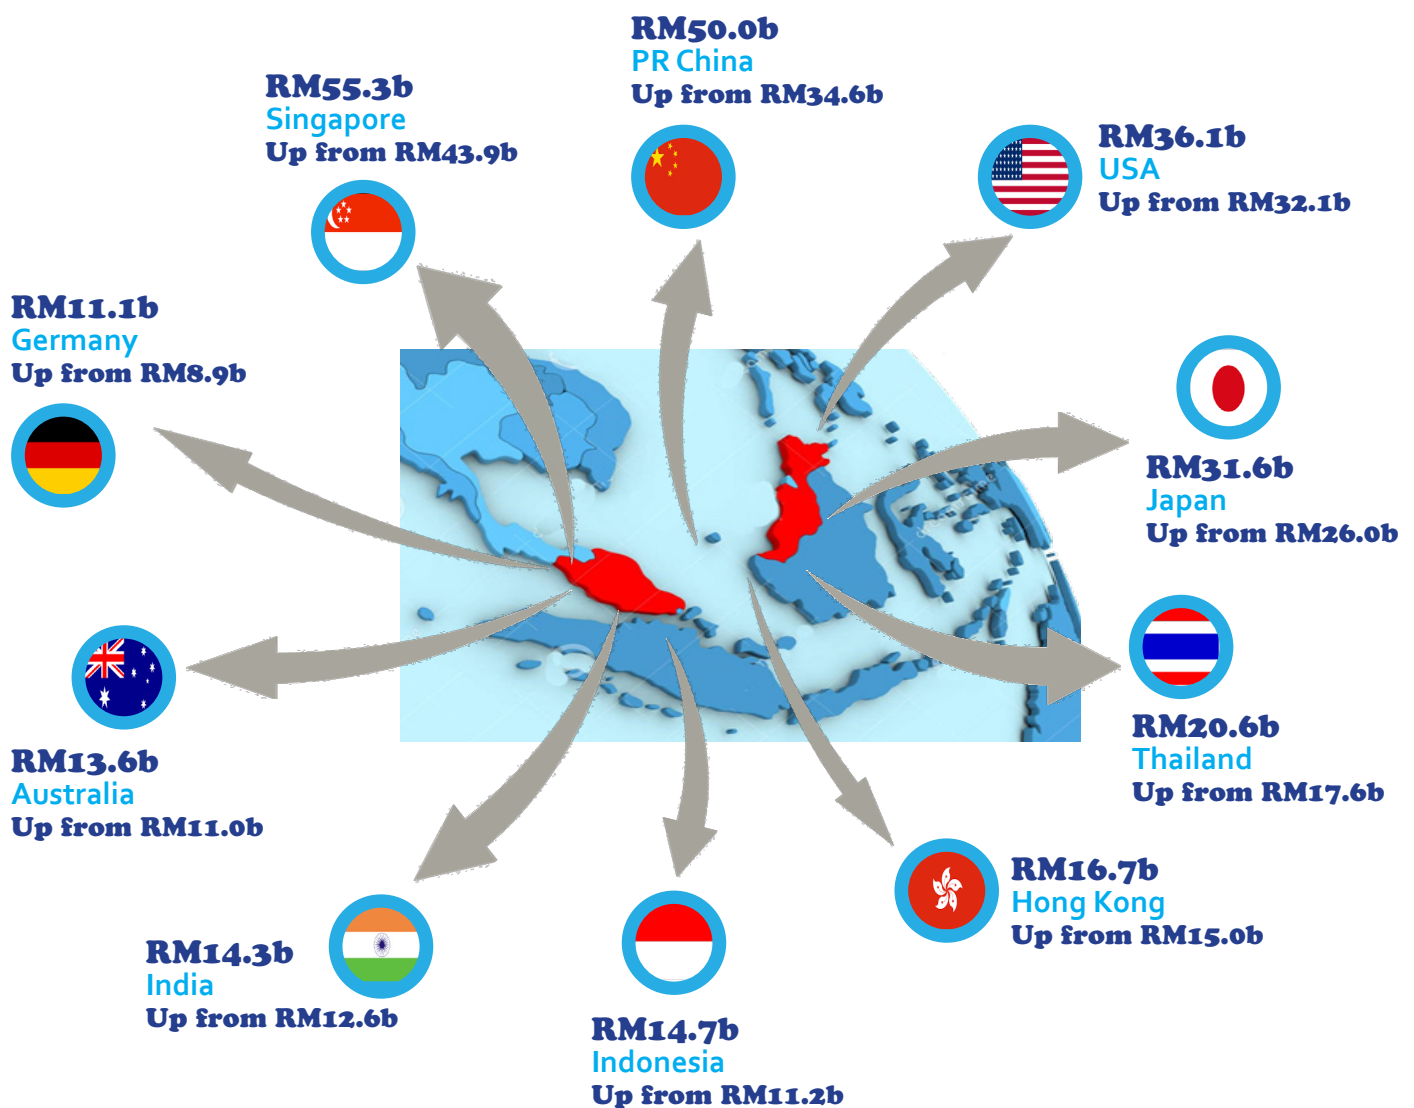 RM50.0b
PR China
Up from RM34.6b
RM55.3b
Singapore
Up from RM43.9b
RM36.1b
USA
Up from RM32.1b
RM11.1b
Germany
Up from RM8.9b
RM31.6b
Japan
Up from RM26.0b
RM20.6b
Thailand
Up from RM17.6b
RM13.6b
Australia
Up from RM11.0b
RM16.7b
Hong Kong
Up from RM15.0b
RM14.3b
India
Up from RM12.6b
RM14.7b
Indonesia
Up from RM11.2b